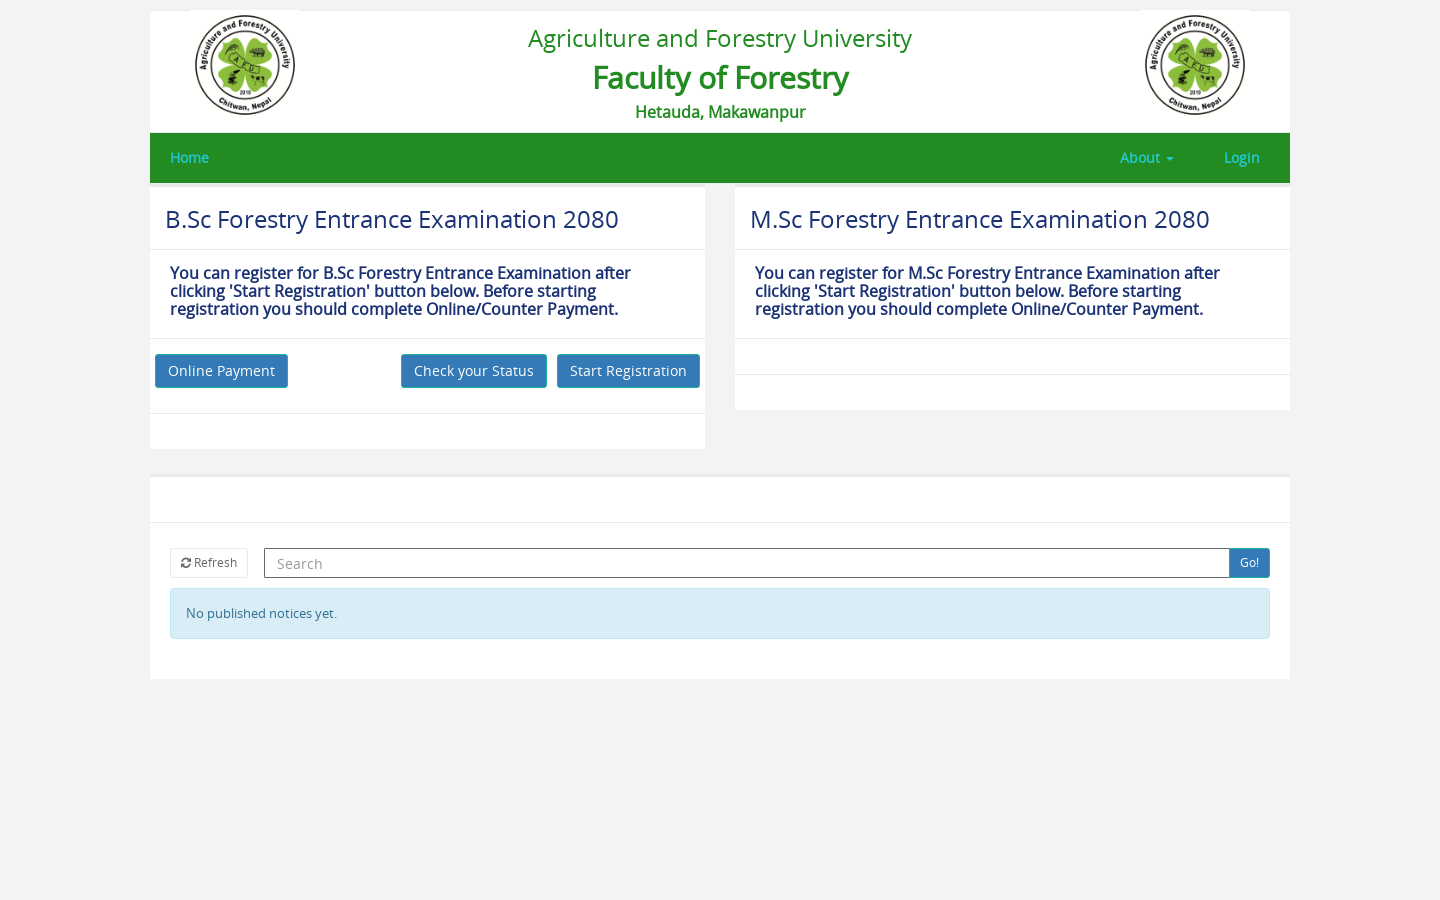 Agriculture and Forestry University
Chitwan, Nepal
2010
Agriculture and Forestry University
Faculty of Forestry
Hetauda, Makawanpur
Agriculture and Forestry University
Chitwan, Nepal
2010
Home
About
Login
B.Sc Forestry Entrance Examination 2080
You can register for B.Sc Forestry Entrance Examination after
clicking 'Start Registration' button below. Before starting
registration you should complete Online/Counter Payment.
Online Payment
Check your Status
Start Registration
M.Sc Forestry Entrance Examination 2080
You can register for M.Sc Forestry Entrance Examination after
clicking 'Start Registration' button below. Before starting
registration you should complete Online/Counter Payment.
Refresh
Search
Go!
No published notices yet.